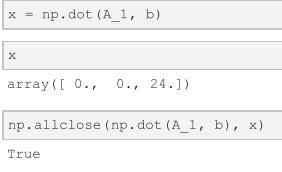 x = np.dot(A_1, b)
x
array([ 0.,  0., 24.])
np.allclose(np.dot(A_1, b), x)
True